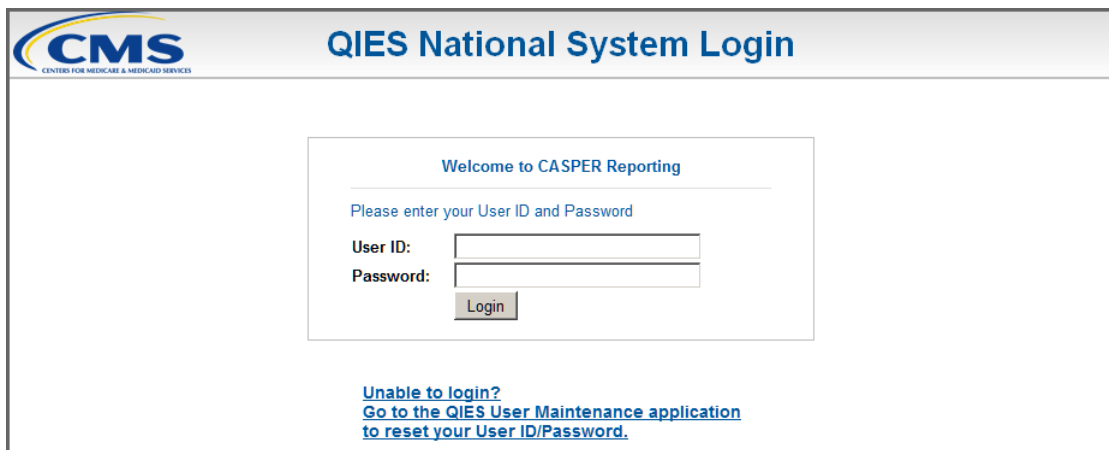 CMS
CENTERS FOR MEDICARE & MEDICAID SERVICES
QIES National System Login
Welcome to CASPER Reporting
Please enter your User ID and Password
User ID:
Password:
Login
Unable to login?
Go to the QIES User Maintenance application
to reset your User ID/Password.